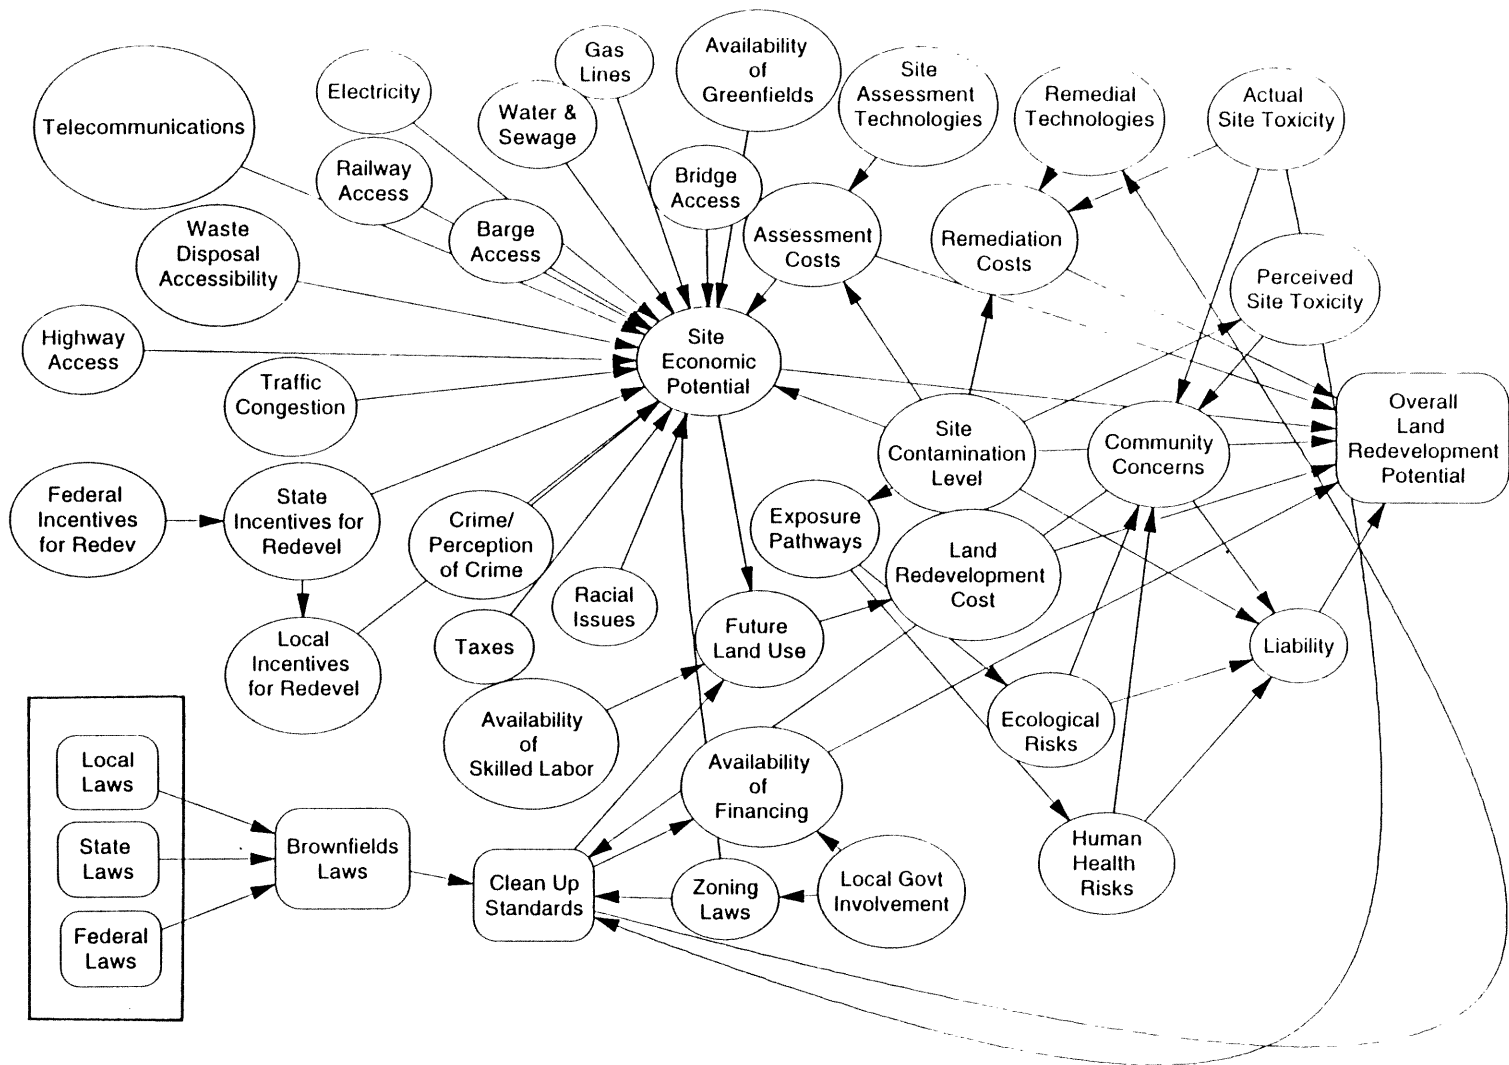 Gas
Lines
Availability
of
Greenfields
Site
Assessment
Technologies
Remedial
Technologies
Actual
Site Toxicity
Electricity
Water &
Sewage
Telecommunications
Railway
Access
Bridge
Access
Waste
Disposal
Accessibility
Barge
Access
Assessment
Costs
Remediation
Costs
Perceived
Site Toxicity
Highway
Access
Site
Economic
Potential
Traffic
Congestion
Overall
Land
Redevelopment
Potential
Site
Contamination
Level
Community
Concerns
Federal
Incentives
for Redev
State
Incentives for
Redevel
Crime/
Perception
of Crime
Exposure
Pathways
Land
Redevelopment
Cost
Racial
Issues
Future
Land Use
Taxes
Liability
Local
Incentives
for Redevel
Availability
of
Skilled Labor
Ecological
Risks
Availability
of
Financing
Local
Laws
State
Laws
Federal
Laws
Brownfields
Laws
Clean Up
Standards
Zoning
Laws
Local Govt
Involvement
Human
Health
Risks